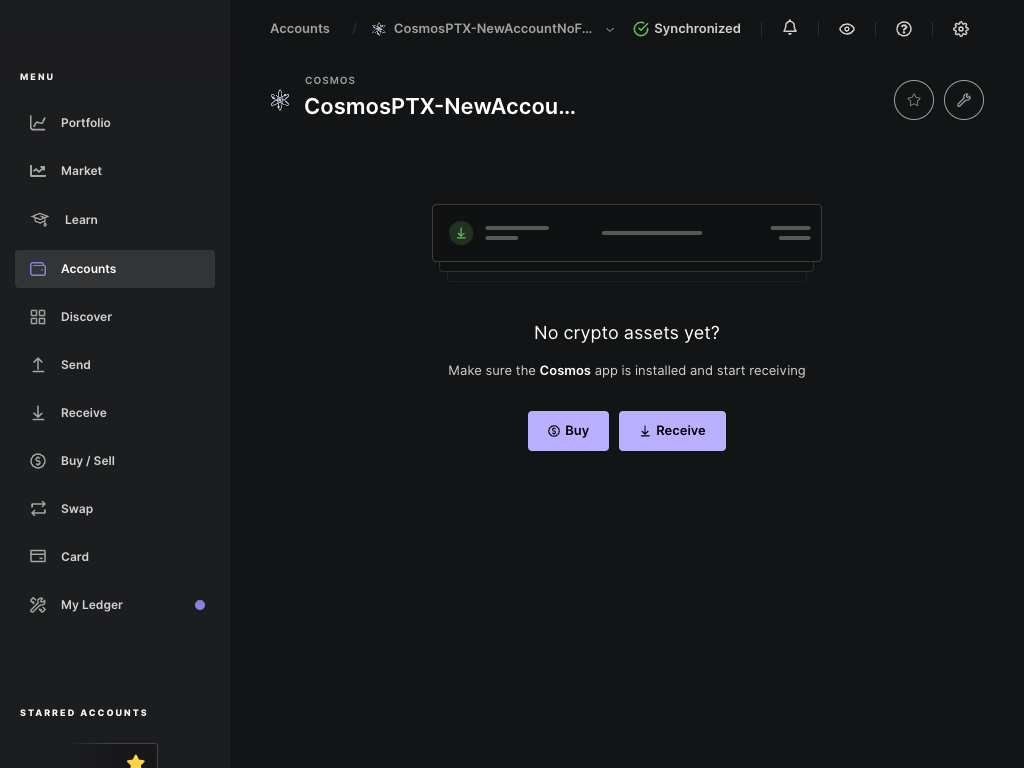 Accounts / CosmosPTX-NewAccountNoF... Synchronized
MENU
COSMOS
CosmosPTX-NewAccou...
Portfolio
Market
Learn
Accounts
Discover
Send
Receive
Buy / Sell
Swap
Card
My Ledger
No crypto assets yet?
Make sure the Cosmos app is installed and start receiving
Buy
Receive
STARRED ACCOUNTS